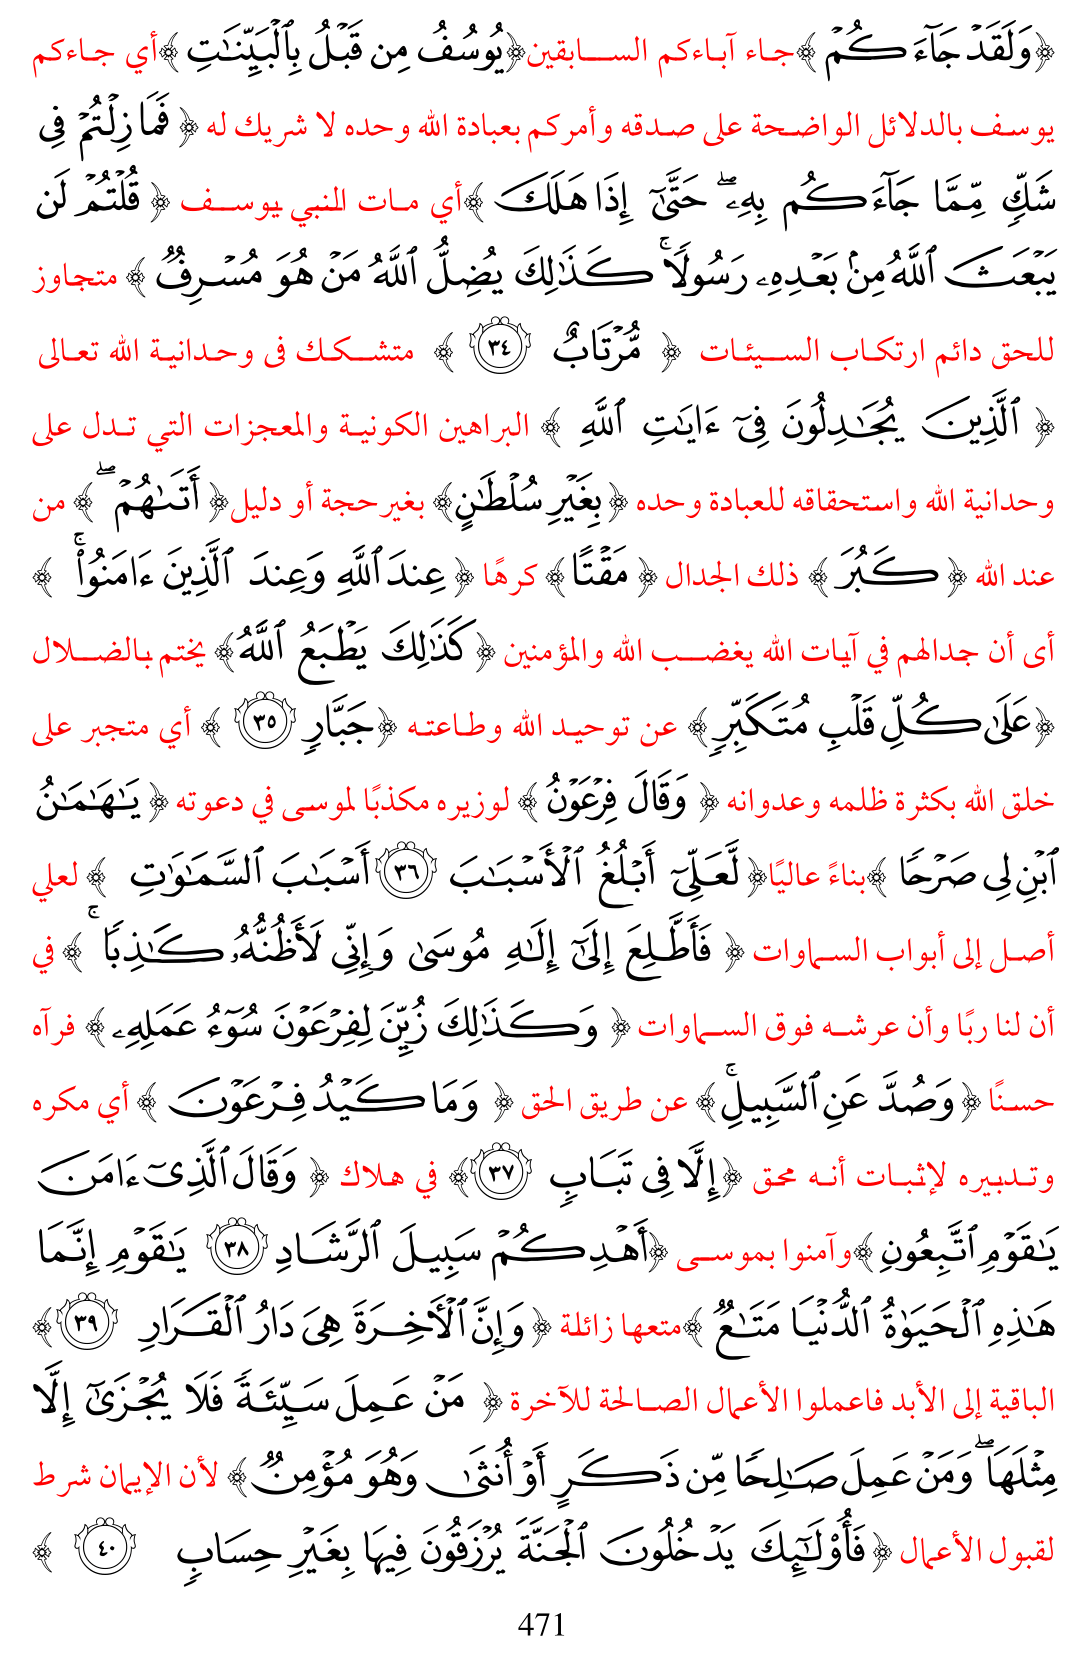 ﴿وَلَقَدْ جَآءَكُمْ ﴾جاء آباءكم السابقين﴿يُوسُفُ مِن قَبْلُ بِٱلْبَيِّنَٰتِ ﴾أي جاءكم
يوسف بالدلائل الواضحة على صدقه وأمركم بعبادة الله وحده لا شريك له ﴿ فَمَا زِلْتُمْ فِى
شَكٍّ مِّمَّا جَآءَكُم بِهِۦ ۖ حَتَّىٰٓ إِذَا هَلَكَ ﴾أي مات المنبي يوسف ﴿ قُلْتُمْ لَن
يَبْعَثَ ٱللَّهُ مِنۢ بَعْدِهِۦ رَسُولًا ۚ كَذَٰلِكَ يُضِلُّ ٱللَّهُ مَنْ هُوَ مُسْرِفٌ ﴾ متجاوز
للحق دائم ارتكاب السيئات ﴿ مُّرْتَابٌ ٣٤ ﴾ متشكك فى وحدانية الله تعالى
﴿ ٱلَّذِينَ يُجَٰدِلُونَ فِىٓ ءَايَٰتِ ٱللَّهِ ﴾ البراهين الكونية والمعجزات التي تدل على
وحدانية الله واستحقاقه للعبادة وحده ﴿بِغَيْرِ سُلْطَٰنٍ﴾ بغير حجة أو دليل﴿ أَتَىٰهُمْ ۖ ﴾ من
عند الله ﴿ كَبُرَ ﴾ ذلك الجدال ﴿ مَقْتًا﴾ كرهًا ﴿ عِندَ ٱللَّهِ وَعِندَ ٱلَّذِينَ ءَامَنُوا۟ ۚ ﴾
أى أن جدالهم في آيات الله يغضب الله والمؤمنين ﴿كَذَٰلِكَ يَطْبَعُ ٱللَّهُ﴾ يختم بالضلال
﴿عَلَىٰ كُلِّ قَلْبِ مُتَكَبِّرٍ﴾ عن توحيد الله وطاعته ﴿جَبَّارٍ ٣٥ ﴾ أي متجبر على
خلق الله بكثرة ظلمه وعدوانه ﴿ وَقَالَ فِرْعَوْنُ ﴾ لوزيره مكذبًا لموسى في دعوته ﴿ يَٰهَٰمَٰنُ
ٱبْنِ لِى صَرْحًا ﴾بناءً عاليًا﴿ لَّعَلِّىٓ أَبْلُغُ ٱلْأَسْبَٰبَ ٣٦ أَسْبَٰبَ ٱلسَّمَٰوَٰتِ ﴾ لعلي
أصل إلى أبواب السماوات ﴿ فَأَطَّلِعَ إِلَىٰٓ إِلَٰهِ مُوسَىٰ وَإِنِّى لَأَظُنُّهُۥ كَٰذِبًا ۚ ﴾ في
أن لنا ربًا وأن عرشه فوق السماوات ﴿ وَكَذَٰلِكَ زُيِّنَ لِفِرْعَوْنَ سُوٓءُ عَمَلِهِۦ ﴾ فرآه
حسنًا ﴿ وَصُدَّ عَنِ ٱلسَّبِيلِ ۚ ﴾ عن طريق الحق ﴿ وَمَا كَيْدُ فِرْعَوْنَ ﴾ أي مكره
وتدبيره لإثبات أنه محق ﴿إِلَّا فِى تَبَابٍ ٣٧ ﴾ في هلاك ﴿ وَقَالَ ٱلَّذِىٓ ءَامَنَ
يَٰقَوْمِ ٱتَّبِعُونِ ﴾وآمنوا بموسى ﴿أَهْدِكُمْ سَبِيلَ ٱلرَّشَادِ ٣٨ يَٰقَوْمِ إِنَّمَا
هَٰذِهِ ٱلْحَيَوٰةُ ٱلدُّنْيَا مَتَٰعٌ ﴾متعها زائلة ﴿ وَإِنَّ ٱلْءَاخِرَةَ هِىَ دَارُ ٱلْقَرَارِ ٣٩ ﴾
الباقية إلى الأبد فاعملوا الأعمال الصالحة للآخرة ﴿ مَنْ عَمِلَ سَيِّئَةً فَلَا يُجْزَىٰٓ إِلَّا
مِثْلَهَا ۖ وَمَنْ عَمِلَ صَٰلِحًا مِّن ذَكَرٍ أَوْ أُنثَىٰ وَهُوَ مُؤْمِنٌ ﴾ لأن الإيمان شرط
لقبول الأعمال ﴿ فَأُو۟لَٰٓئِكَ يَدْخُلُونَ ٱلْجَنَّةَ يُرْزَقُونَ فِيهَا بِغَيْرِ حِسَابٍ ٤٠ ﴾
471